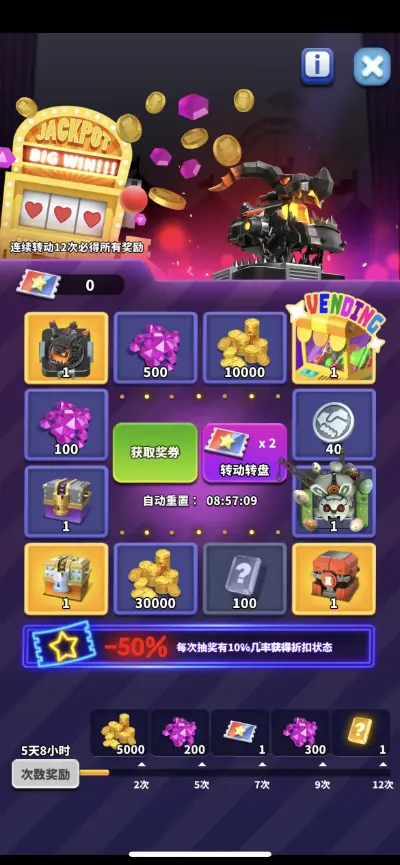 JACKPOT
BIG WIN!!!
连续转动12次必得所有奖励
0
VENDING
1
500
10000
1
100
40
获取奖券
x 2
转动转盘
自动重置： 08:57:09
1
1
1
30000
?
100
1
-50%
每次抽奖有10%几率获得折扣状态
5天8小时
5000
200
1
300
?
1
次数奖励
2次
5次
7次
9次
12次